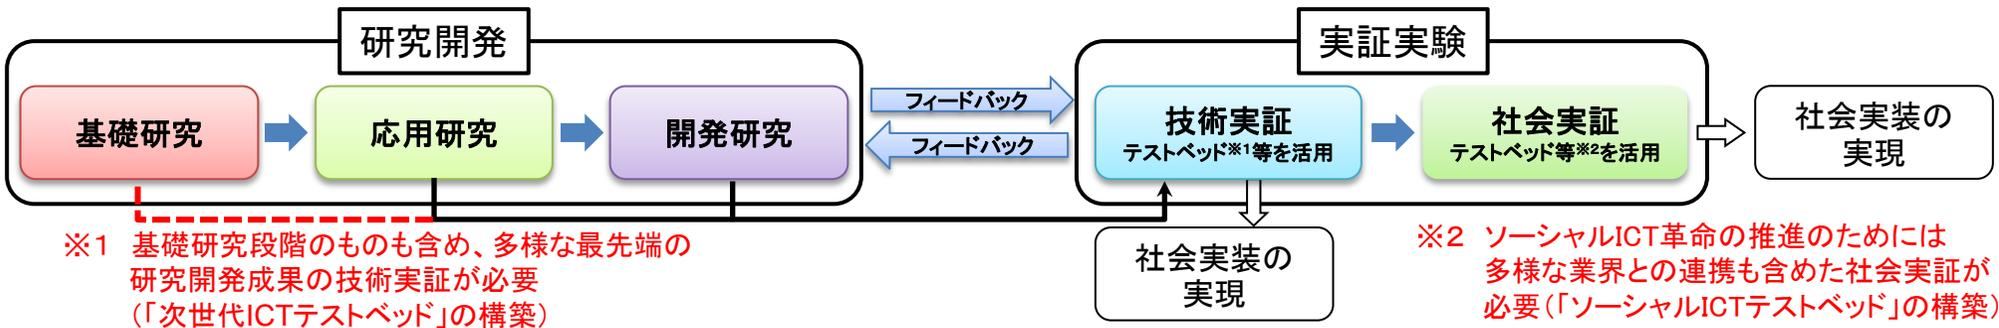 研究開発
基礎研究
応用研究
開発研究
フィードバック
フィードバック
実証実験
技術実証
テストベッド※1等を活用
社会実証
テストベッド等※2を活用
社会実装の
実現
社会実装の
実現
※1 基礎研究段階のものも含め、多様な最先端の
研究開発成果の技術実証が必要
(「次世代ICTテストベッド」の構築)
※2 ソーシャルICT革命の推進のためには
多様な業界との連携も含めた社会実証が
必要(「ソーシャルICTテストベッド」の構築)